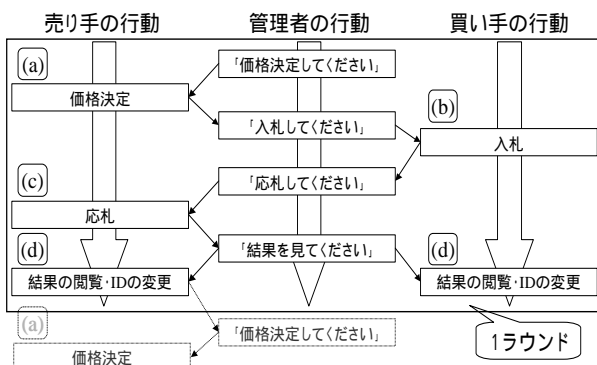 売り手の行動 管理者の行動 買い手の行動
(a)
「価格決定してください」
価格決定
(b)
「入札してください」
入札
(c)
「応札してください」
応札
(d)
「結果を見てください」
(d)
結果の閲覧・IDの変更
結果の閲覧・IDの変更
(a)
「価格決定してください」
1ラウンド
価格決定